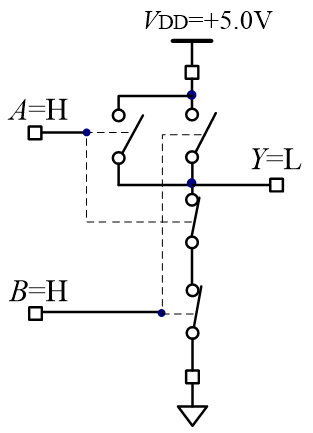 VDD=+5.0V
A=H
Y=L
B=H